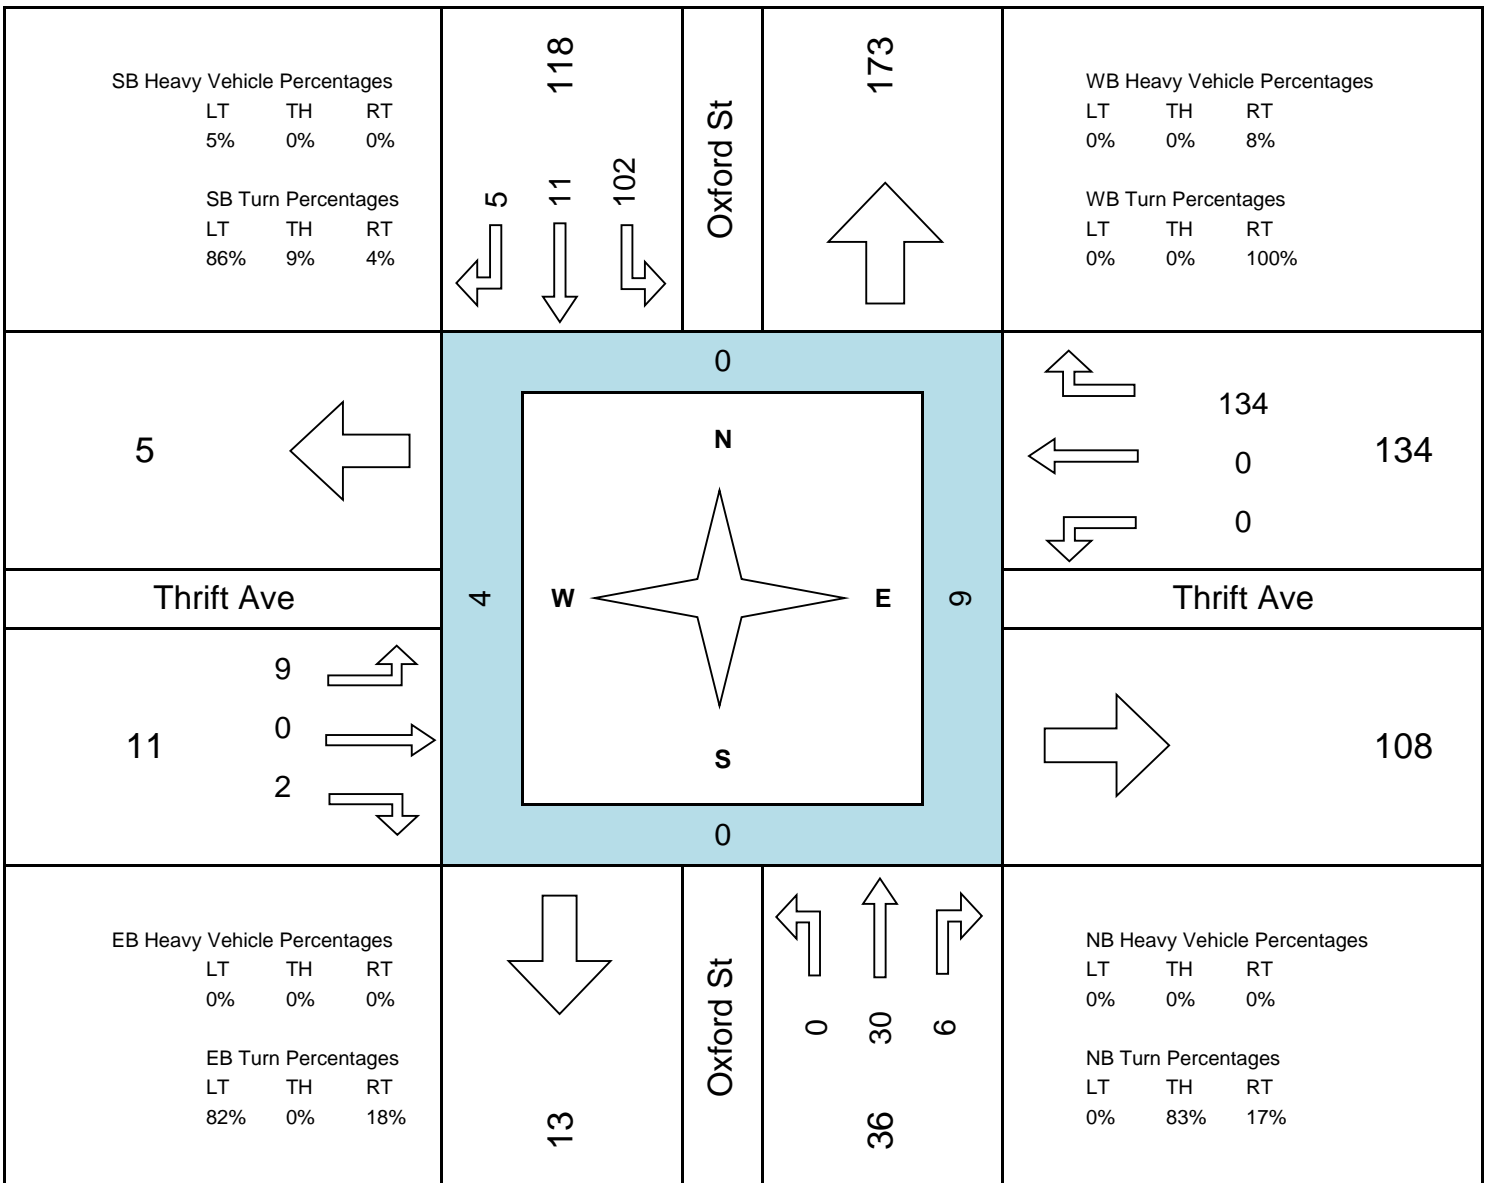 SB Heavy Vehicle Percentages
LT TH RT
5% 0% 0%
SB Turn Percentages
LT TH RT
86% 9% 4%
118
5 11 102
Oxford St
173
WB Heavy Vehicle Percentages
LT TH RT
0% 0% 8%
WB Turn Percentages
LT TH RT
0% 0% 100%
5
0
134
0
0
134
Thrift Ave
4
N
W E
S
9
Thrift Ave
11
9
0
2
0
108
EB Heavy Vehicle Percentages
LT TH RT
0% 0% 0%
EB Turn Percentages
LT TH RT
82% 0% 18%
13
Oxford St
0 30 6
36
NB Heavy Vehicle Percentages
LT TH RT
0% 0% 0%
NB Turn Percentages
LT TH RT
0% 83% 17%